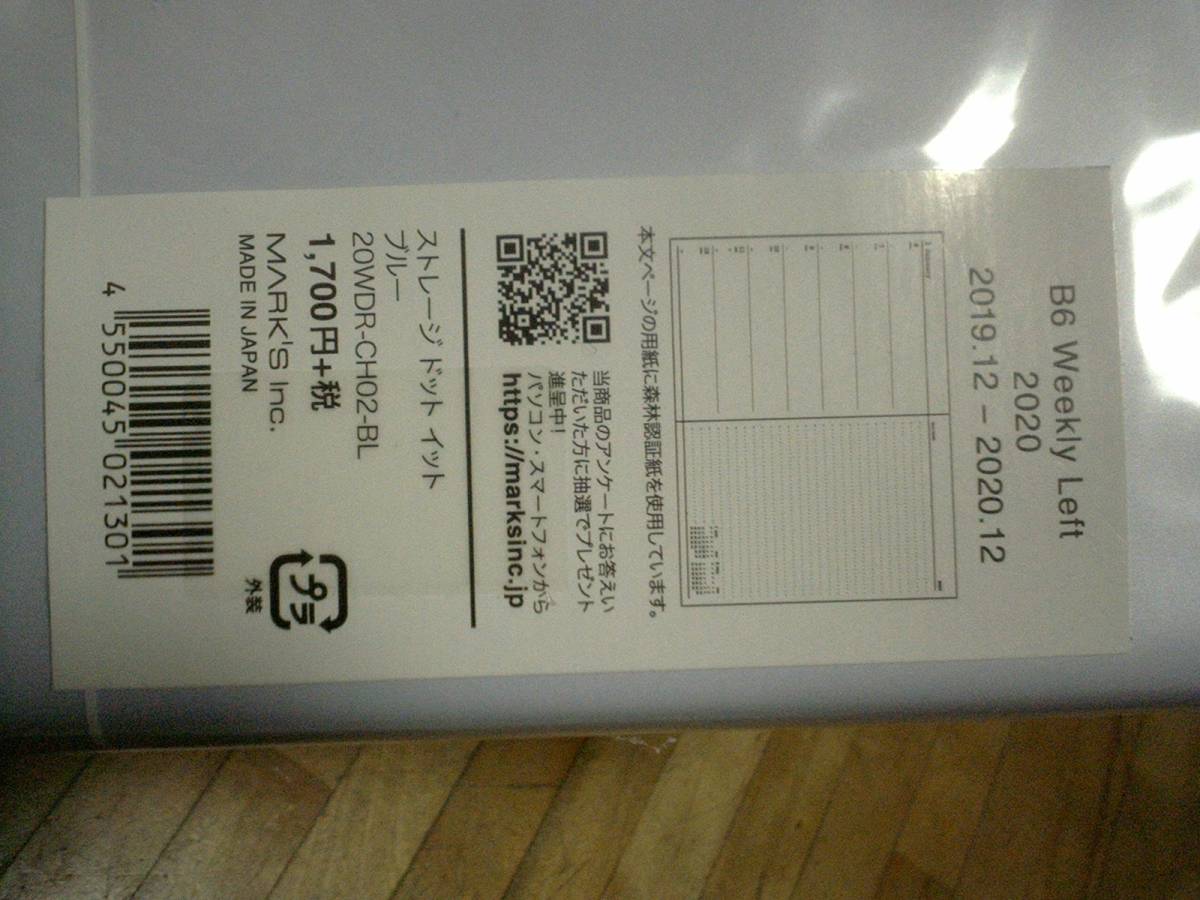 B6 Weekly Left
2020
2019.12 – 2020.12
本文ページの用紙に森林認証紙を使用しています。
当商品のアンケートにお答えい
ただいた方に抽選でプレゼント
進呈中!
パソコン・スマートフォンから
https://marksinc.jp
ストレージ ドット イット
ブルー
20WDR-CH02-BL
1,700円+税
MARK'S Inc.
MADE IN JAPAN
プラ
外装
4 550045 021301